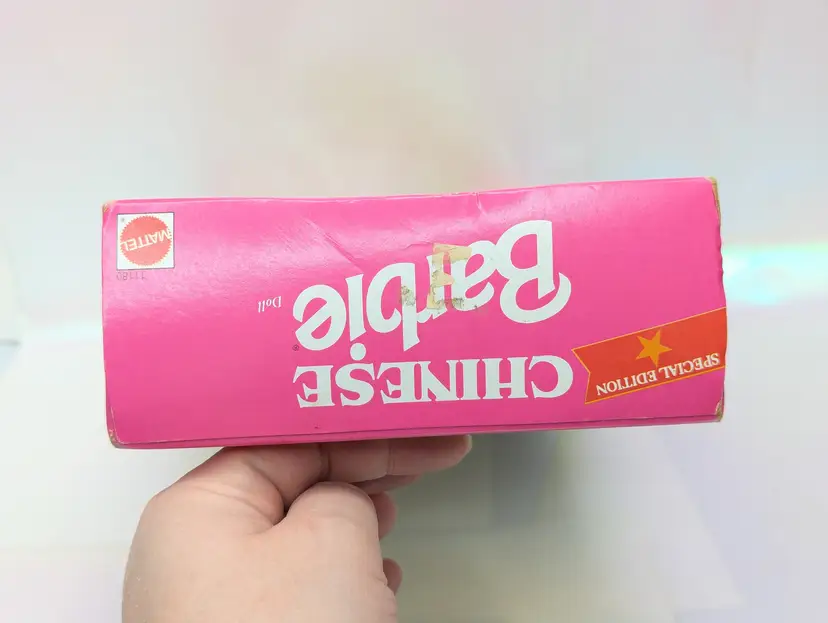 SPECIAL EDITION
CHINESE
Barbie®
Doll
MATTEL